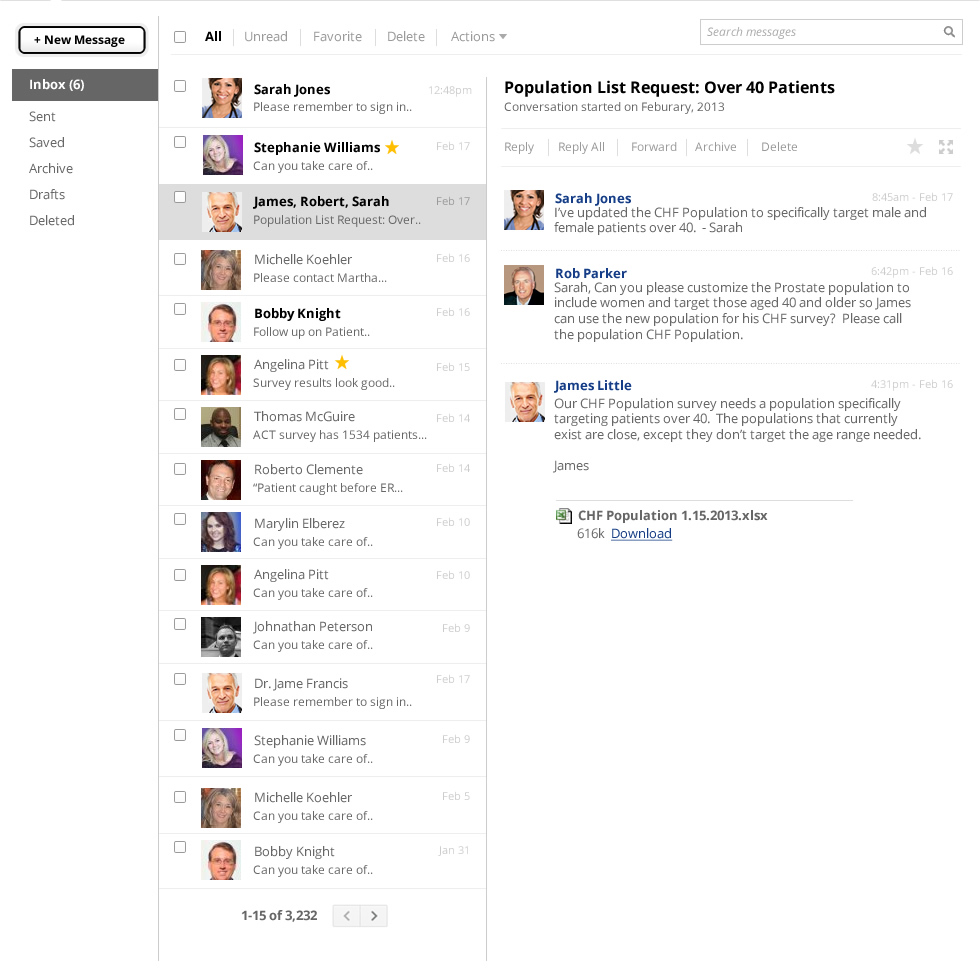 + New Message
Inbox (6)
Sent
Saved
Archive
Drafts
Deleted
All Unread Favorite Delete Actions
Search messages
Sarah Jones 12:48pm
Please remember to sign in..
Stephanie Williams Feb 17
Can you take care of..
James, Robert, Sarah Feb 17
Population List Request: Over..
Michelle Koehler Feb 16
Please contact Martha...
Bobby Knight Feb 16
Follow up on Patient..
Angelina Pitt Feb 15
Survey results look good..
Thomas McGuire Feb 14
ACT survey has 1534 patients...
Roberto Clemente Feb 14
“Patient caught before ER...
Marylin Elberez Feb 10
Can you take care of..
Angelina Pitt Feb 10
Can you take care of..
Johnathan Peterson Feb 9
Can you take care of..
Dr. Jame Francis Feb 17
Please remember to sign in..
Stephanie Williams Feb 9
Can you take care of..
Michelle Koehler Feb 5
Can you take care of..
Bobby Knight Jan 31
Can you take care of..
1-15 of 3,232
Population List Request: Over 40 Patients
Conversation started on Feburary, 2013
Reply Reply All Forward Archive Delete
Sarah Jones 8:45am - Feb 17
I’ve updated the CHF Population to specifically target male and
female patients over 40.  - Sarah
Rob Parker 6:42pm - Feb 16
Sarah, Can you please customize the Prostate population to
include women and target those aged 40 and older so James
can use the new population for his CHF survey?  Please call
the population CHF Population.
James Little 4:31pm - Feb 16
Our CHF Population survey needs a population specifically
targeting patients over 40.  The populations that currently
exist are close, except they don’t target the age range needed.
James
CHF Population 1.15.2013.xlsx
616k Download